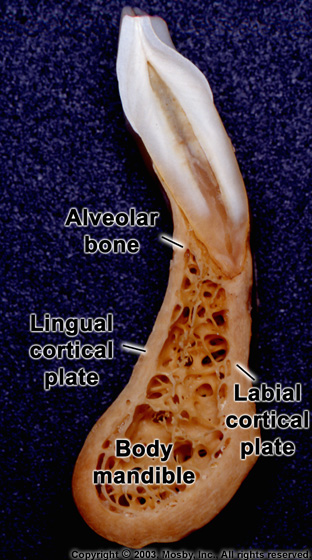 Alveolar
bone
Lingual
cortical
plate
Labial
cortical
plate
Body
mandible
Copyright © 2003, Mosby, Inc. All rights reserved.